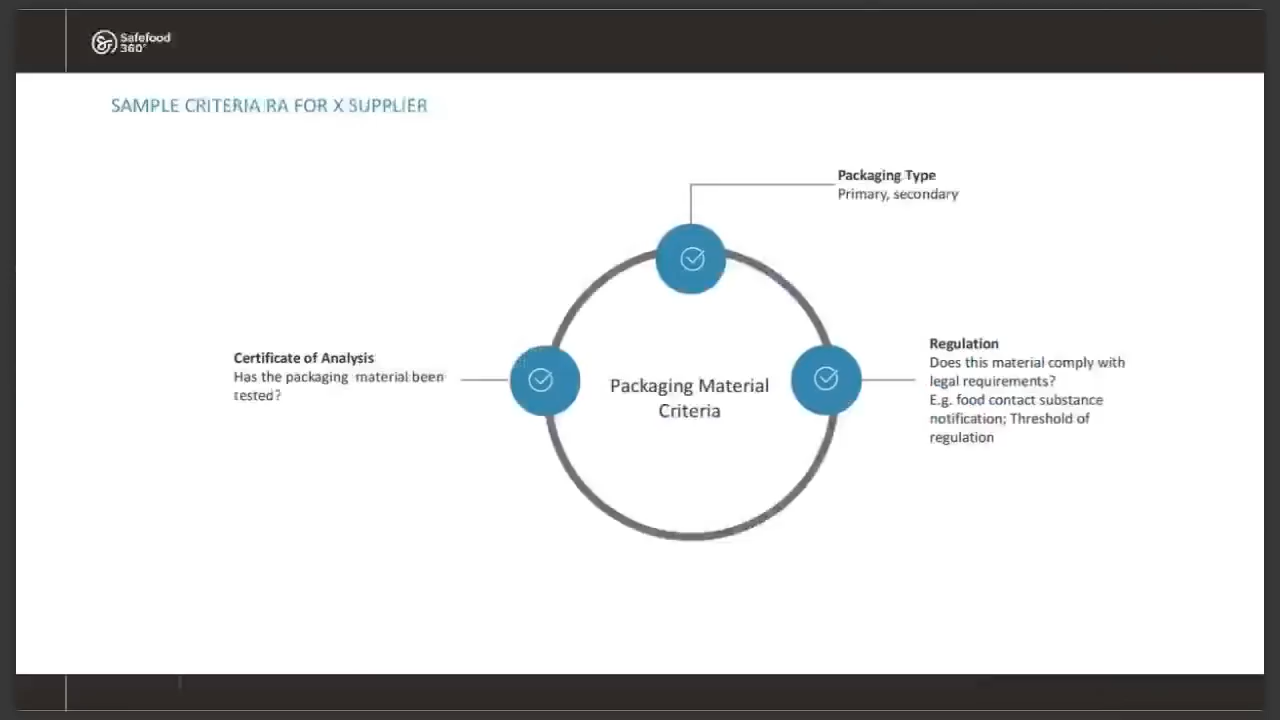 Safefood
360°
SAMPLE CRITERIA RA FOR X SUPPLIER
Packaging Type
Primary, secondary
Certificate of Analysis
Has the packaging material been
tested?
Packaging Material
Criteria
Regulation
Does this material comply with
legal requirements?
E.g. food contact substance
notification; Threshold of
regulation